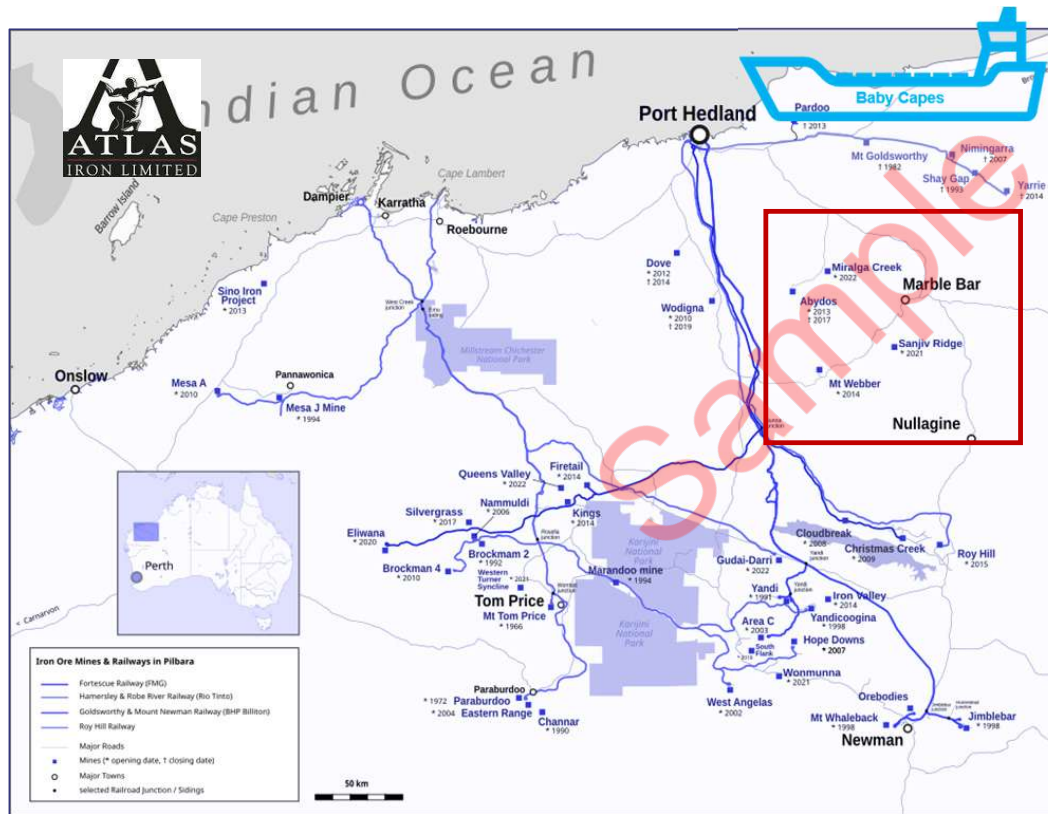 Indian Ocean
ATLAS
IRON LIMITED
Baby Capes
Port Hedland
Pardoo
† 2013
Mt Goldsworthy
† 1982
Nimingarra
† 2007
Shay Gap
† 1993
Yarrie
† 2014
Barrow Island
Cape Preston
Dampier
Karratha
Cape Lambert
Roebourne
Sino Iron
Project
* 2013
Dove
* 2012
† 2014
Wodigna
* 2010
† 2019
Miralga Creek
* 2022
Abydos
* 2013
† 2017
Marble Bar
Sanjiv Ridge
* 2021
Mt Webber
* 2014
Nullagine
Sample
Millstream Chichester
National Park
Onslow
Mesa A
* 2010
Pannawonica
Mesa J Mine
* 1994
Queens Valley
* 2022
Firetail
* 2014
Nammuldi
* 2006
Silvergrass
* 2017
Kings
* 2014
Eliwana
* 2020
Brockman 4
* 2010
Brockmam 2
* 1992
Western
Turner
Syncline
Tom Price
Mt Tom Price
* 1966
Karijini
National
Park
Marandoo mine
* 1994
Karijini
National
Park
Gudai-Darri
* 2022
Cloudbreak
* 2008
Christmas Creek
* 2009
Roy Hill
* 2015
Yandi
* 1991
Iron Valley
* 2014
Yandicoogina
* 1998
Area C
* 2003
South
Flank
Hope Downs
* 2007
Wonmunna
* 2021
West Angelas
* 2002
Orebodies
Mt Whaleback
* 1998
Newman
Jimblebar
* 1998
Paraburdoo
* 1972 Paraburdoo
* 2004 Eastern Range
Channar
* 1990
Perth
< Carnarvon
Iron Ore Mines & Railways in Pilbara
Fortescue Railway (FMG)
Hamersley & Robe River Railway (Rio Tinto)
Goldsworthy & Mount Newman Railway (BHP Billiton)
Roy Hill Railway
Major Roads
Mines (* opening date, † closing date)
Major Towns
selected Railroad Junction / Sidings
50 km